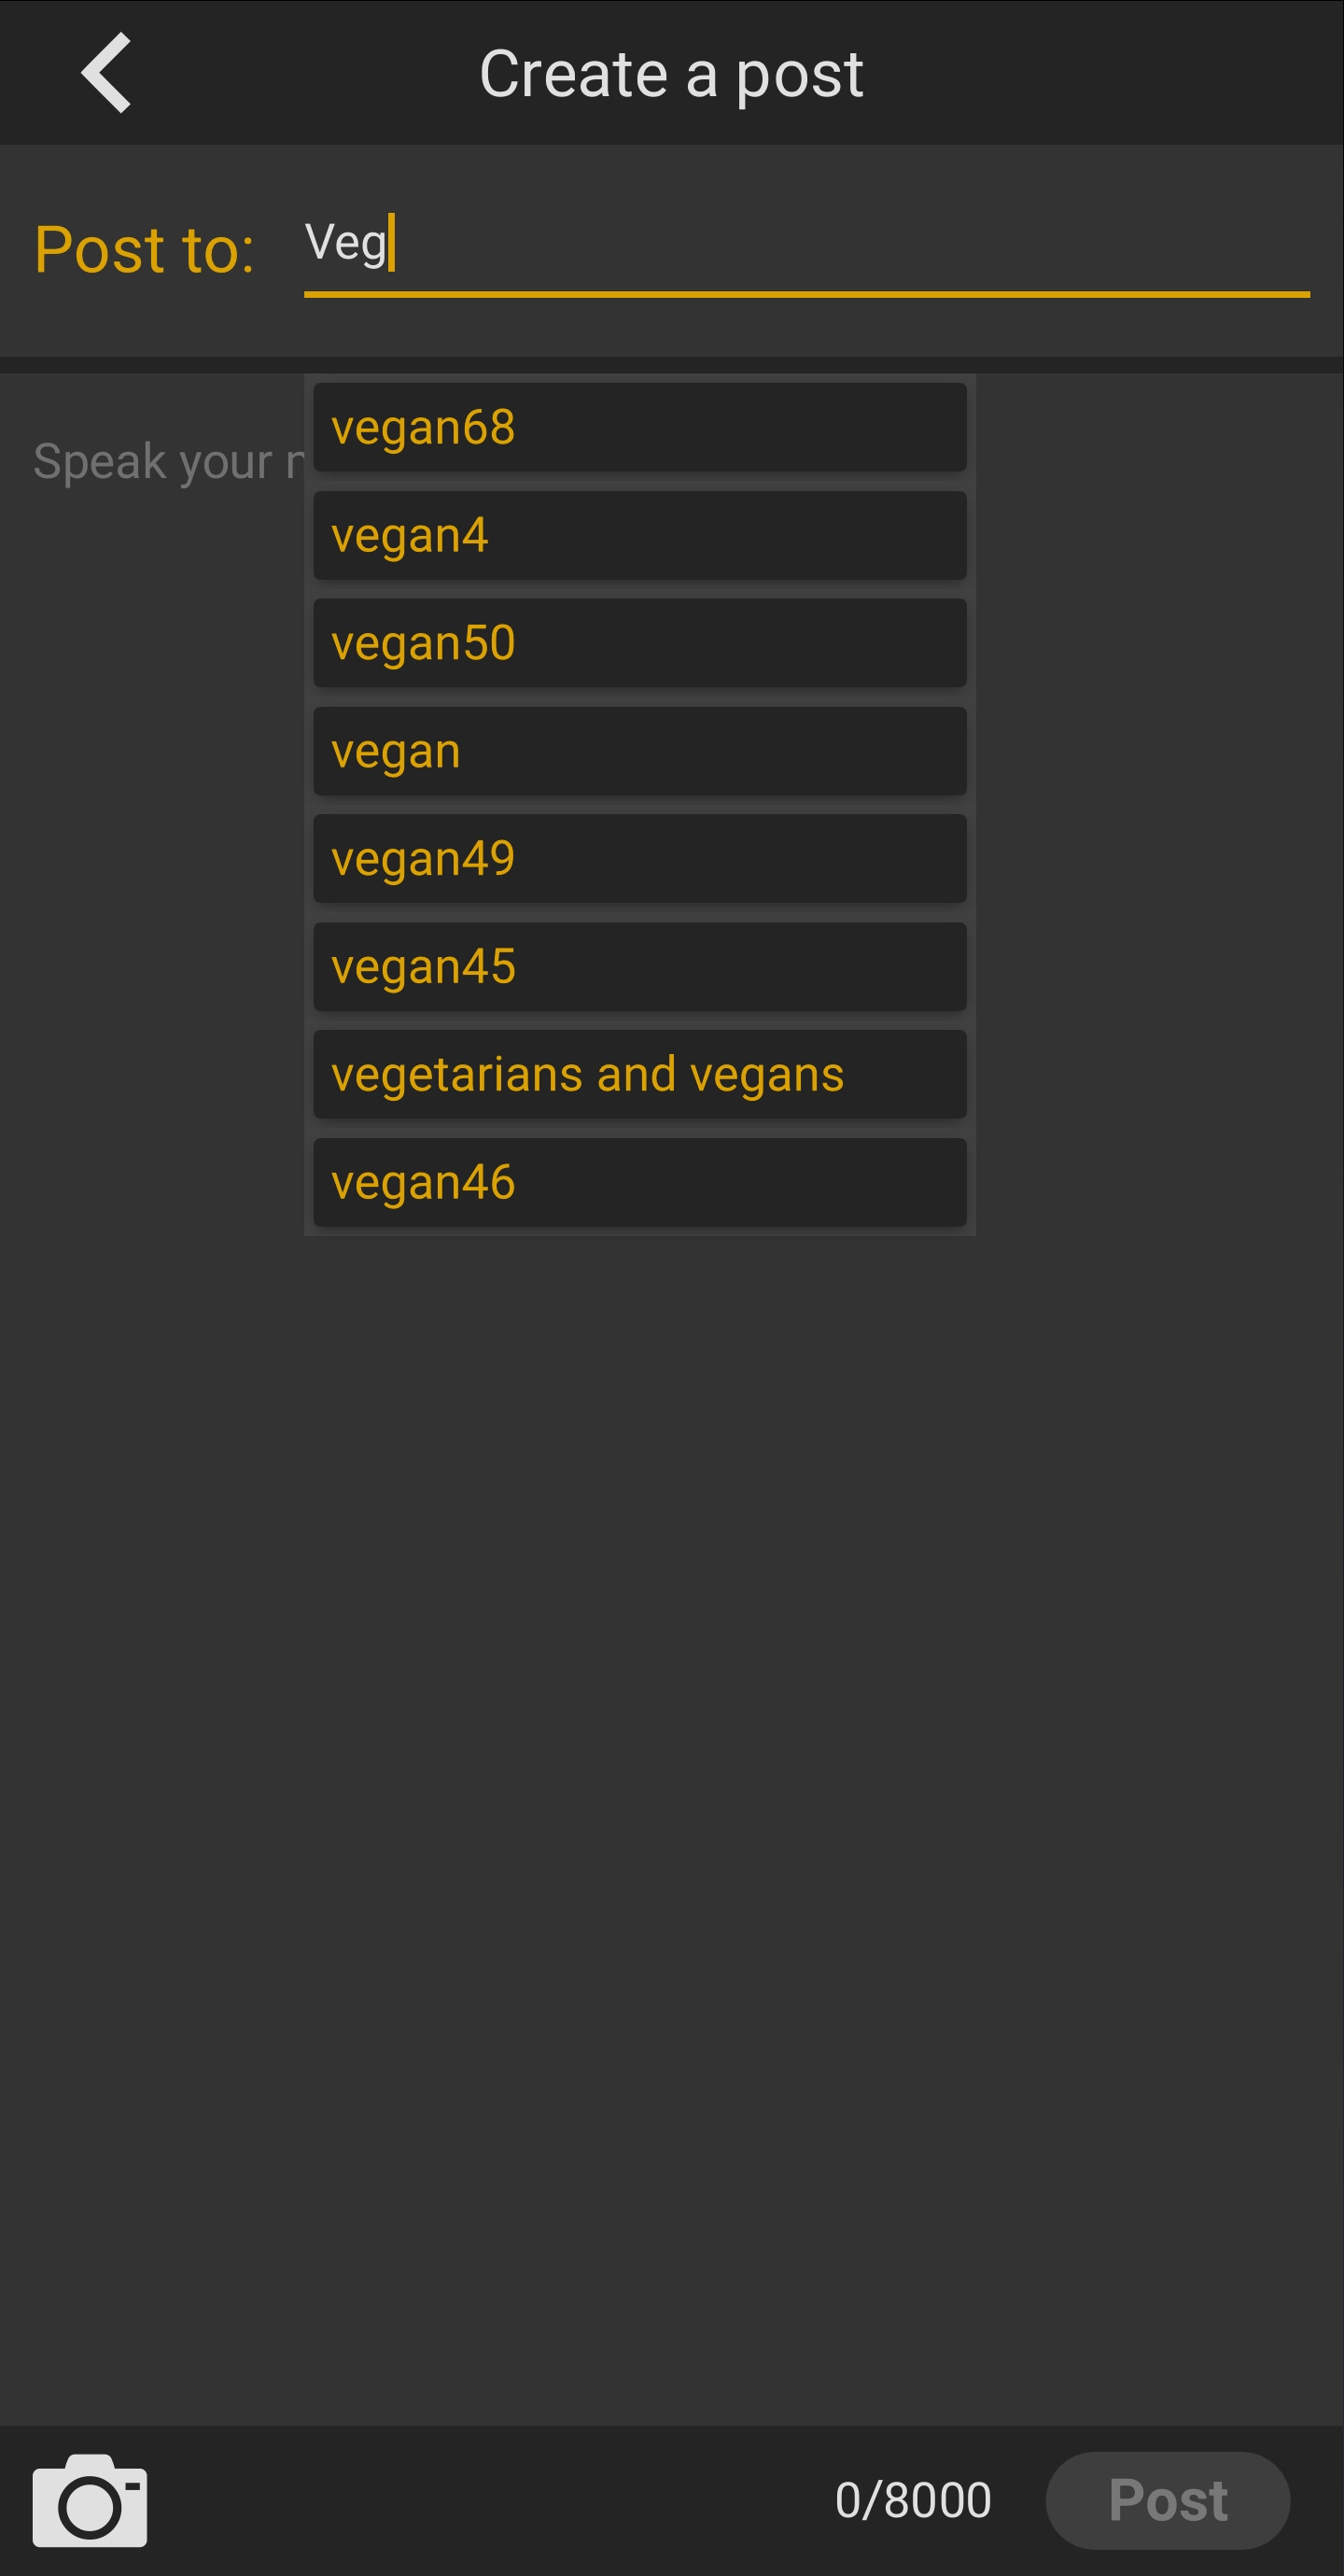 Create a post
Post to: Veg
Speak your
vegan68
vegan4
vegan50
vegan
vegan49
vegan45
vegetarians and vegans
vegan46
0/8000 Post